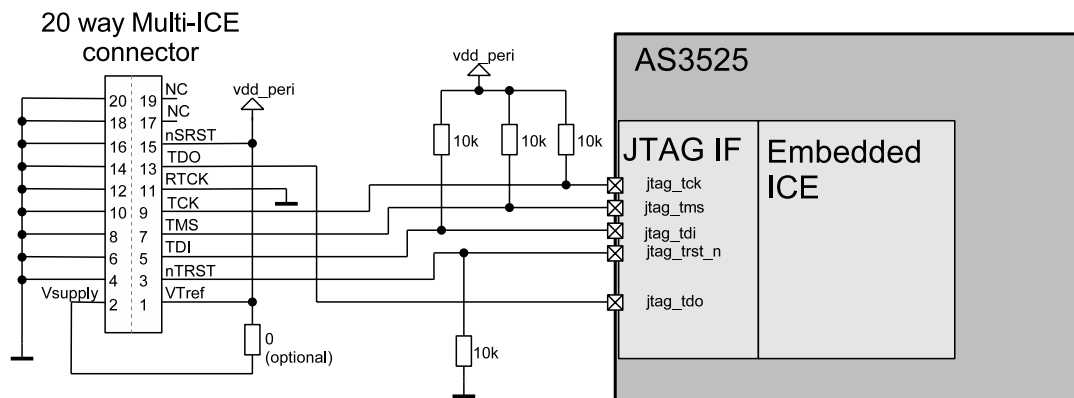 20 way Multi-ICE
connector
20 19 NC
18 17 NC
16 15 nSRST
14 13 TDO
12 11 RTCK
10 9 TCK
8 7 TMS
6 5 TDI
4 3 nTRST
Vsupply 2 1 VTref
vdd_peri
0
(optional)
vdd_peri
10k
10k
10k
10k
AS3525
JTAG IF
jtag_tck
jtag_tms
jtag_tdi
jtag_trst_n
jtag_tdo
Embedded
ICE